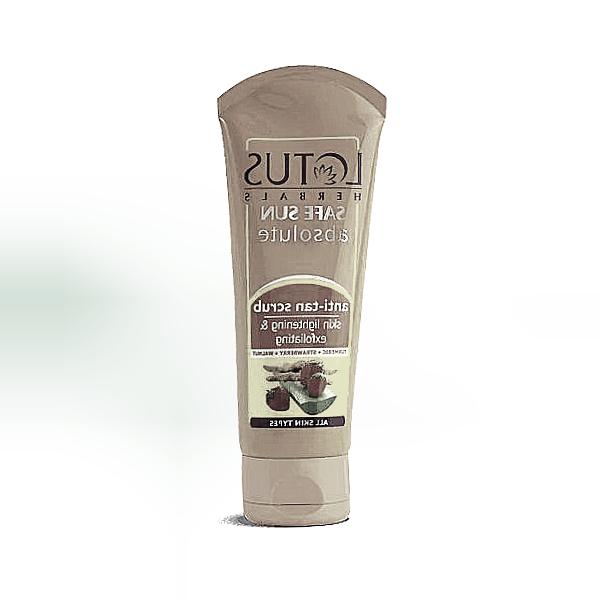 LOTUS
HERBALS
SAFE SUN
absolute
anti-tan scrub
skin lightening &
exfoliating
TURMERIC • STRAWBERRY • WALNUT
ALL SKIN TYPES